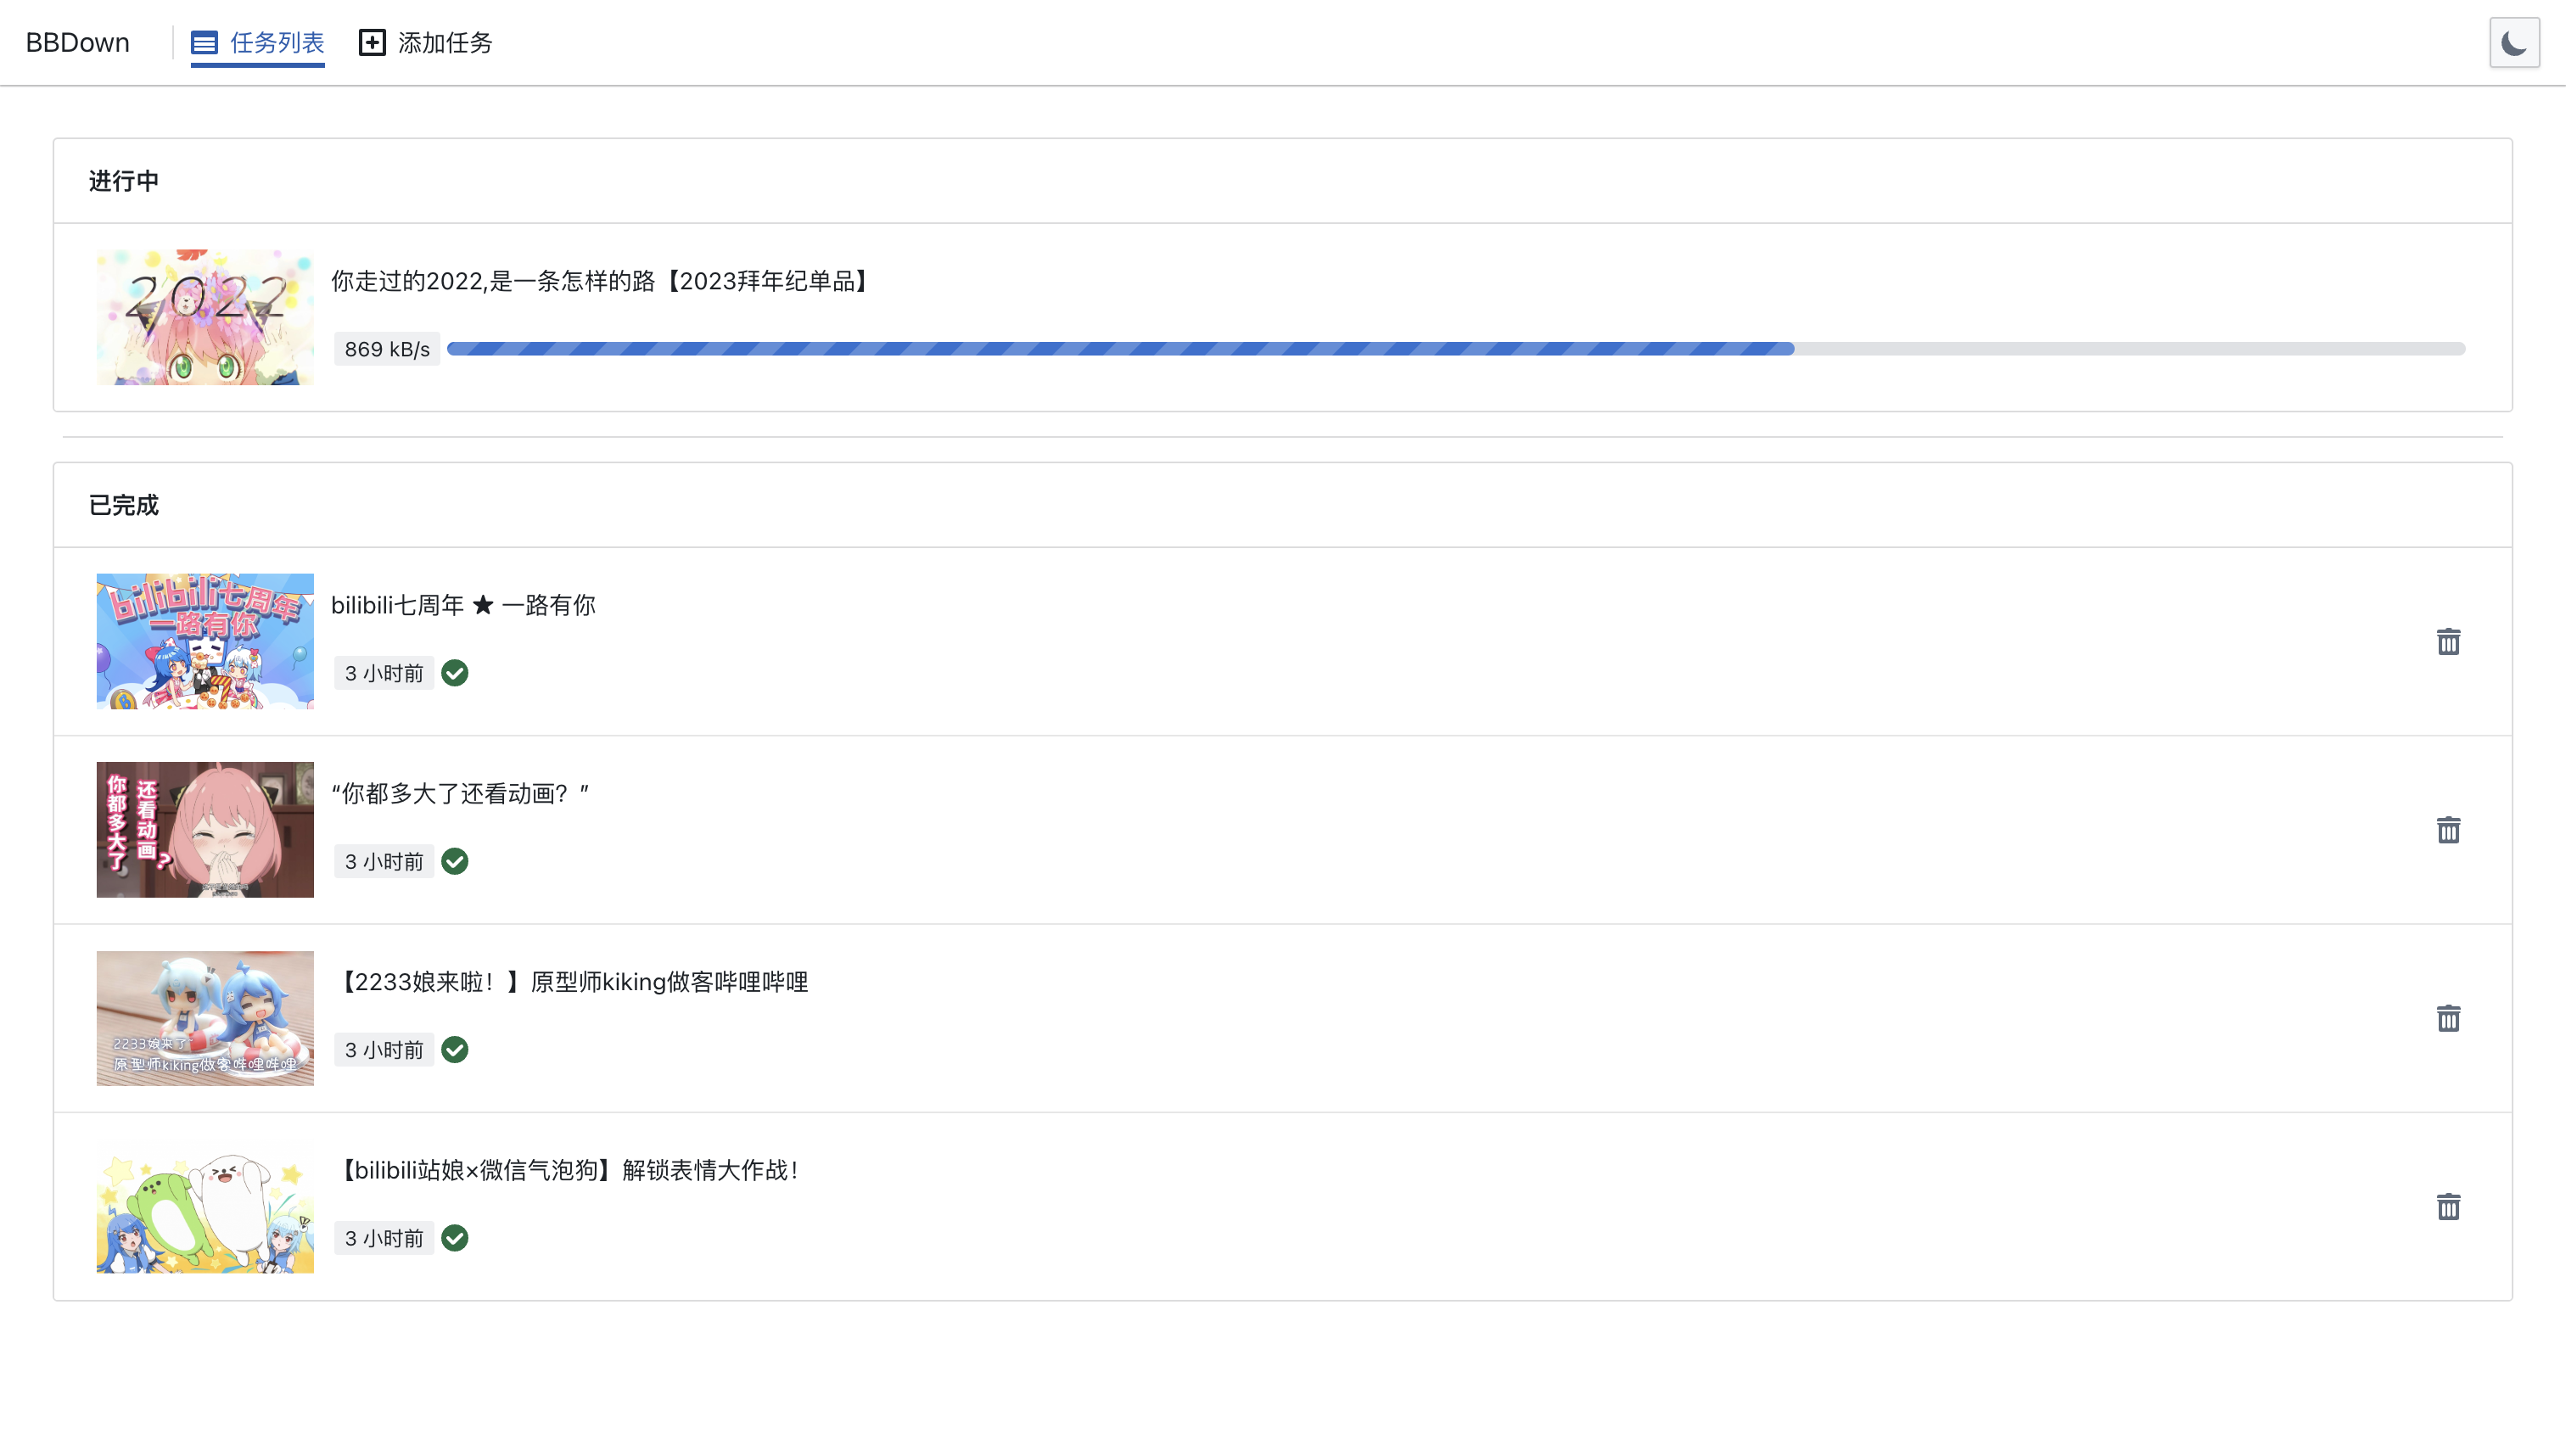 BBDown
任务列表
添加任务
进行中
2022
你走过的2022,是一条怎样的路【2023拜年纪单品】
869 kB/s
已完成
bilibili七周年
一路有你
bilibili七周年 ★ 一路有你
3 小时前
你都多大了
还看动画?
“你都多大了还看动画？”
3 小时前
2233娘来了
原型师kiking做客哔哩哔哩
【2233娘来啦！】原型师kiking做客哔哩哔哩
3 小时前
【bilibili站娘×微信气泡狗】解锁表情大作战！
3 小时前